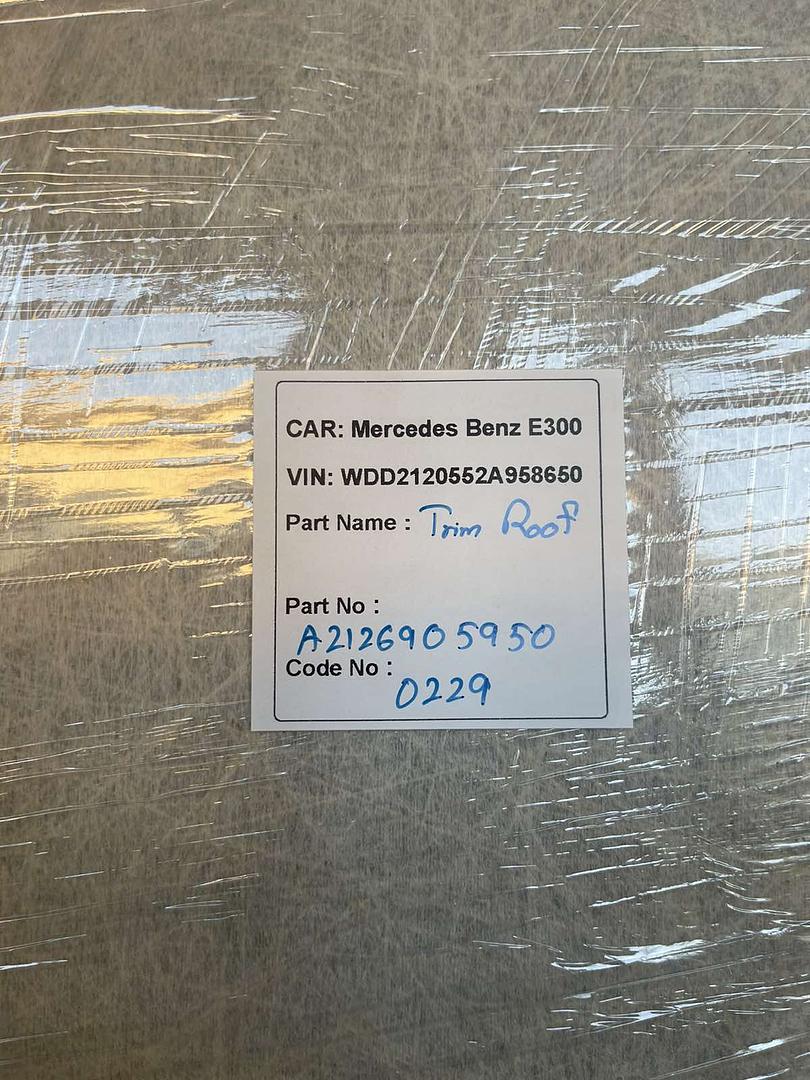 CAR: Mercedes Benz E300
VIN: WDD2120552A958650
Part Name : Trim Roof
Part No :
A2126905950
Code No :
0229